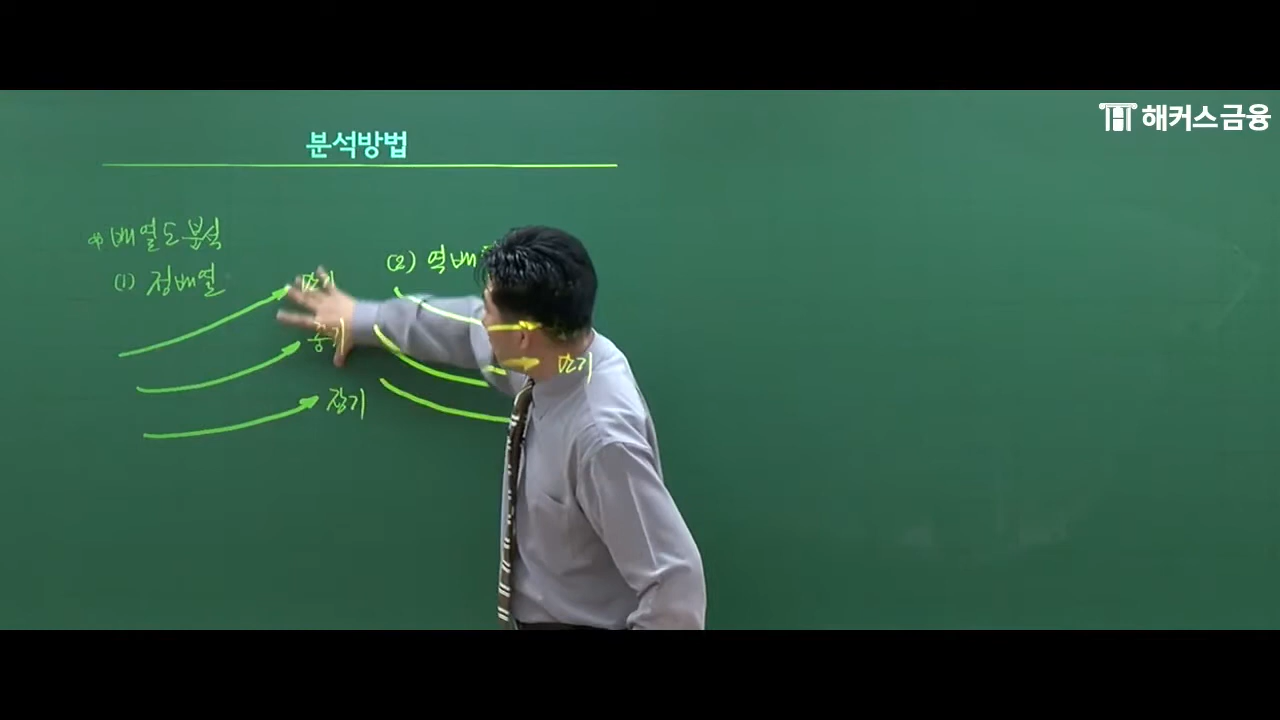 해커스금융
분석방법
* 배열도분석
(1) 정배열
(2) 역배
단기
중기
장기
단기